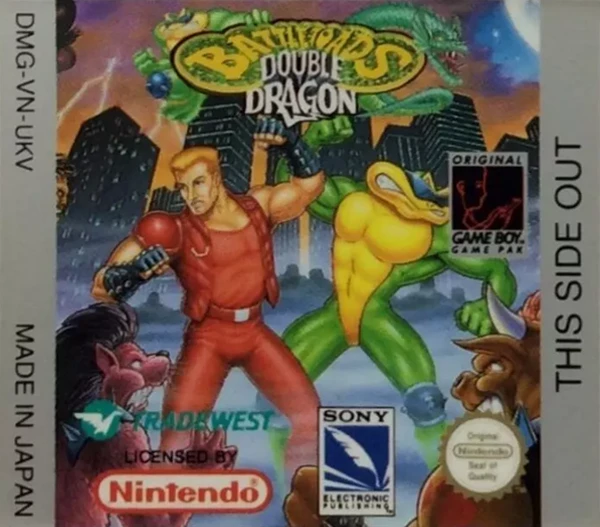 DMG-VN-UKV
MADE IN JAPAN
BATTLETOADS
DOUBLE
DRAGON
ORIGINAL
GAME BOY
GAME PAK
THIS SIDE OUT
TRADEWEST
LICENSED BY
Nintendo
SONY
ELECTRONIC
PUBLISHING
Original
Nintendo
Seal of
Quality